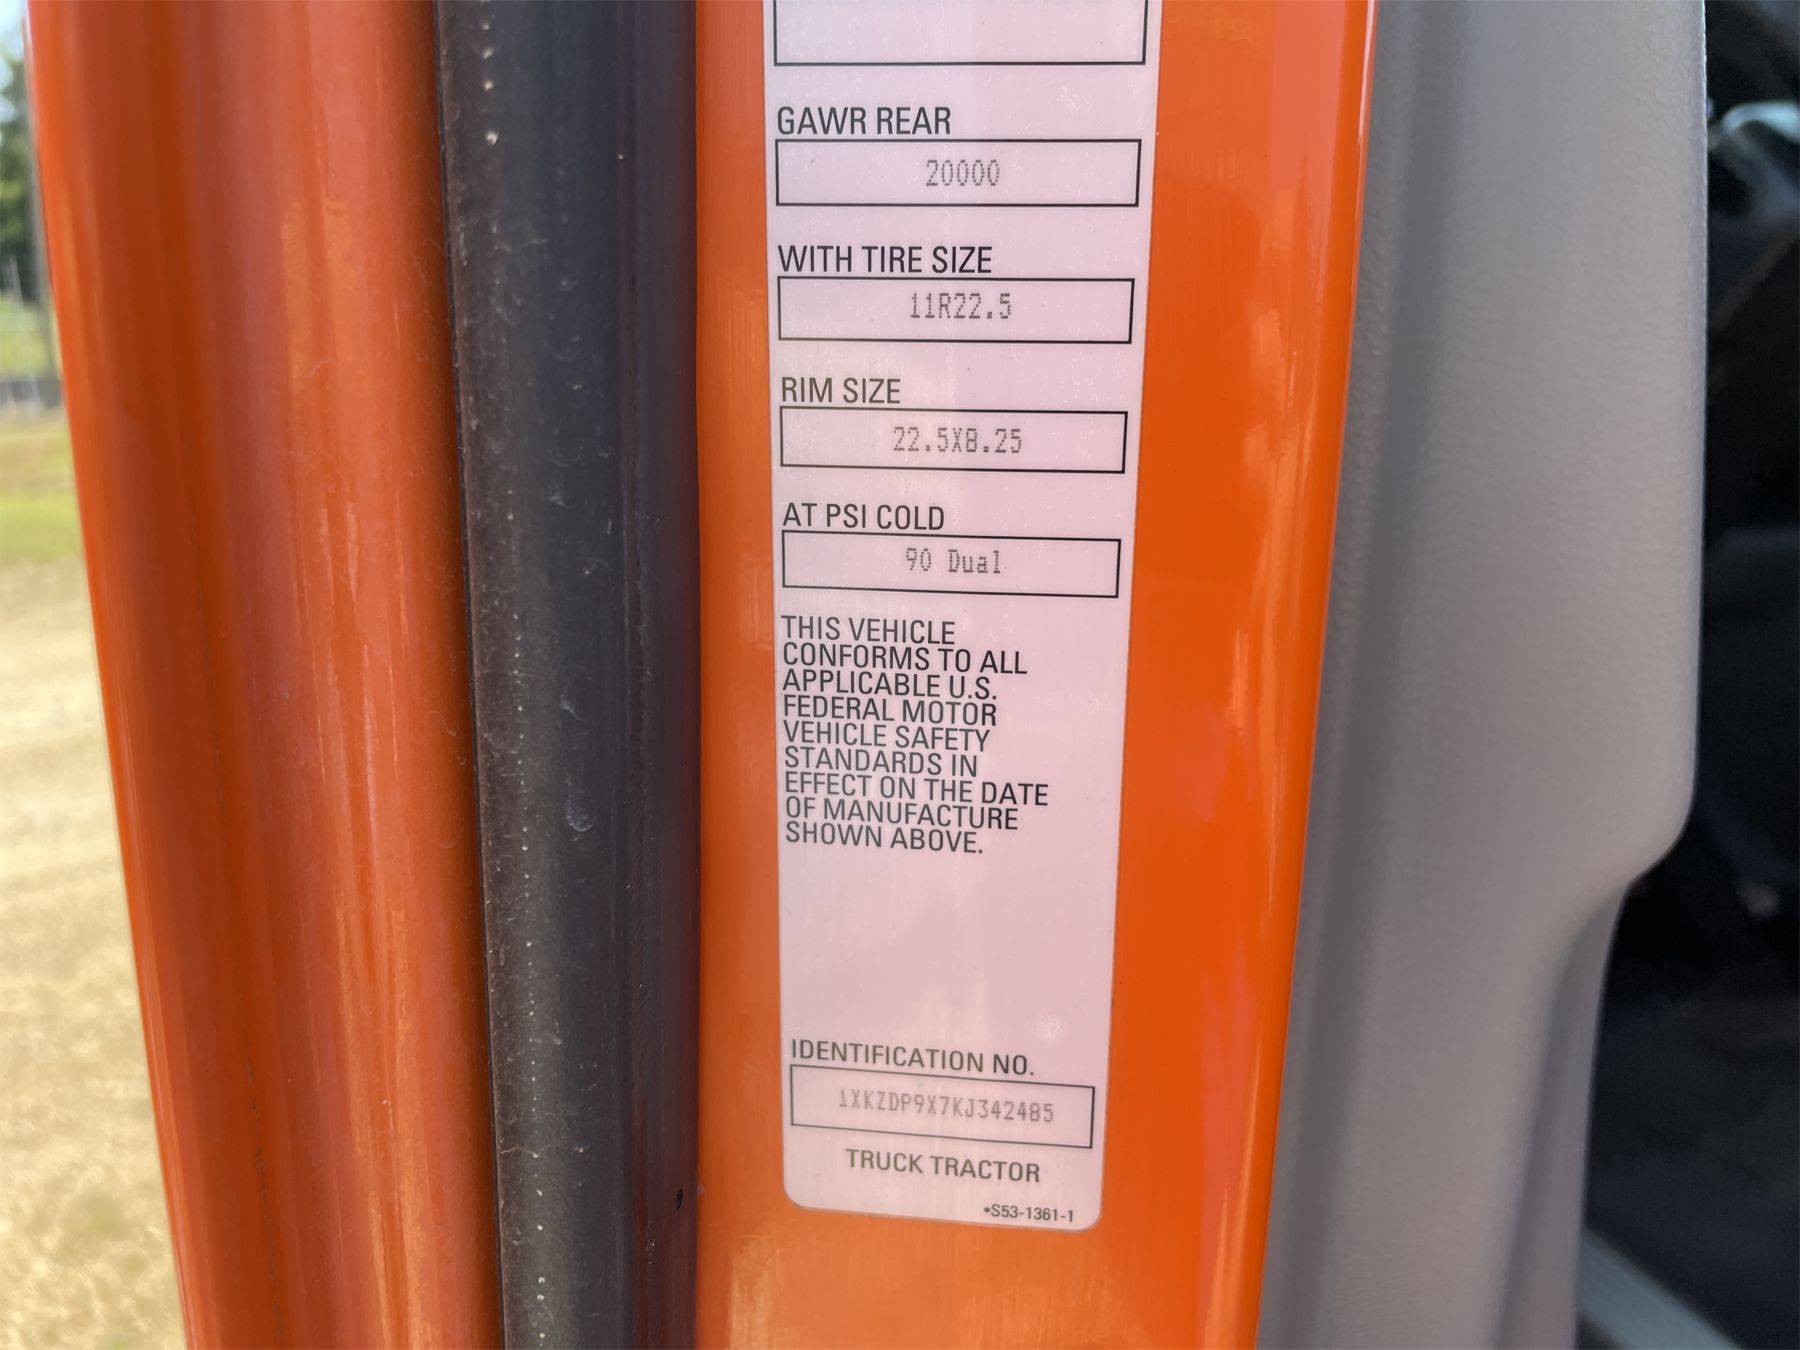 GAWR REAR
20000
WITH TIRE SIZE
11R22.5
RIM SIZE
22.5X8.25
AT PSI COLD
90 Dual
THIS VEHICLE
CONFORMS TO ALL
APPLICABLE U.S.
FEDERAL MOTOR
VEHICLE SAFETY
STANDARDS IN
EFFECT ON THE DATE
OF MANUFACTURE
SHOWN ABOVE.
IDENTIFICATION NO.
1XKZDP9X7KJ342485
TRUCK TRACTOR
•S53-1361-1